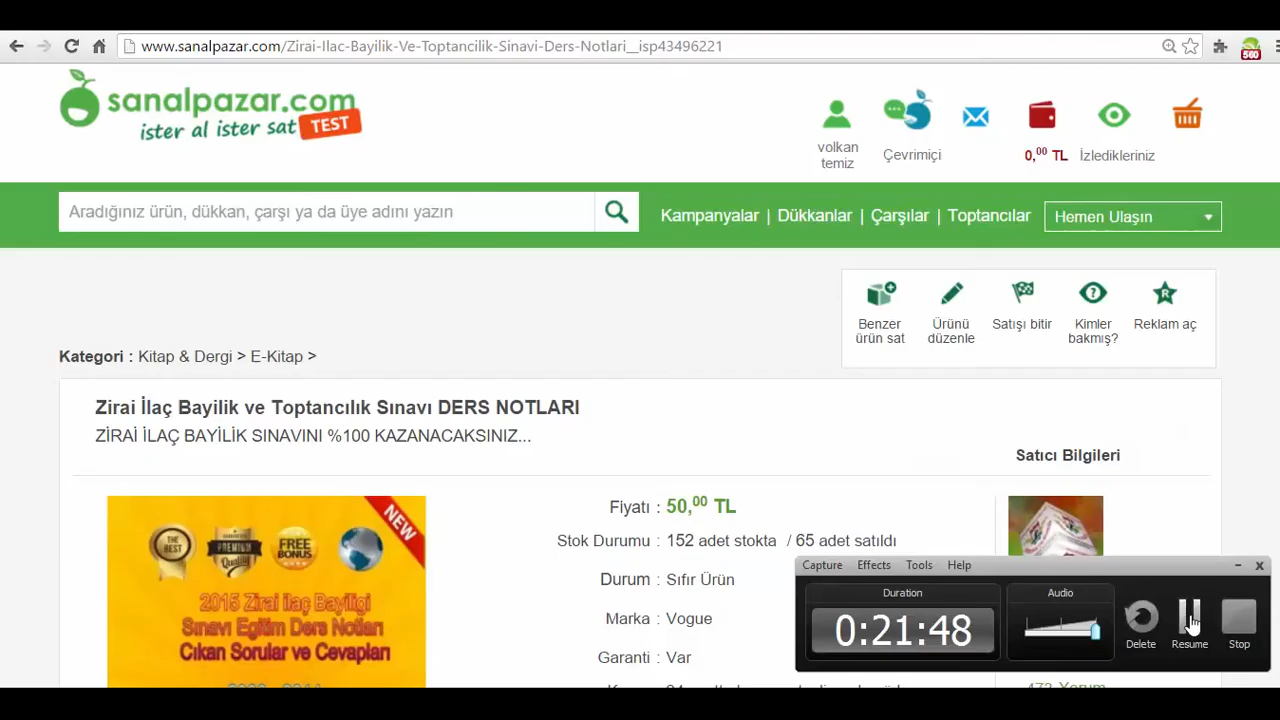 www.sanalpazar.com/Zirai-Ilac-Bayilik-Ve-Toptancilik-Sinavi-Ders-Notlari__isp43496221
560
sanalpazar.com
ister al ister sat TEST
volkan temiz
Çevrimiçi
0,00 TL
İzledikleriniz
Aradığınız ürün, dükkan, çarşı ya da üye adını yazın
Kampanyalar | Dükkanlar | Çarşılar | Toptancılar
Hemen Ulaşın
Benzer ürün sat
Ürünü düzenle
Satışı bitir
Kimler bakmış?
Reklam aç
Kategori : Kitap & Dergi > E-Kitap >
Zirai İlaç Bayilik ve Toptancılık Sınavı DERS NOTLARI
ZİRAİ İLAÇ BAYİLİK SINAVINI %100 KAZANACAKSINIZ...
Satıcı Bilgileri
NEW
THE BEST
PREMIUM Quality
FREE BONUS
2015 Zirai ilaç Bayiligi
Sınavı Egitim Ders Notları
Cıkan Sorular ve Cevapları
Fiyatı : 50,00 TL
Stok Durumu : 152 adet stokta / 65 adet satıldı
Durum : Sıfır Ürün
Marka : Vogue
Garanti : Var
Capture Effects Tools Help
Duration
0:21:48
Audio
Delete
Resume
Stop